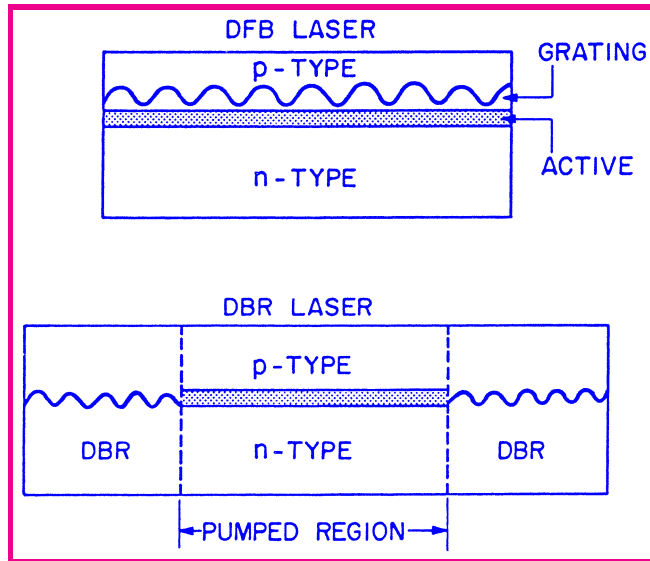 DFB LASER
GRATING
p-TYPE
ACTIVE
n-TYPE
DBR LASER
p-TYPE
DBR
n-TYPE
DBR
PUMPED REGION